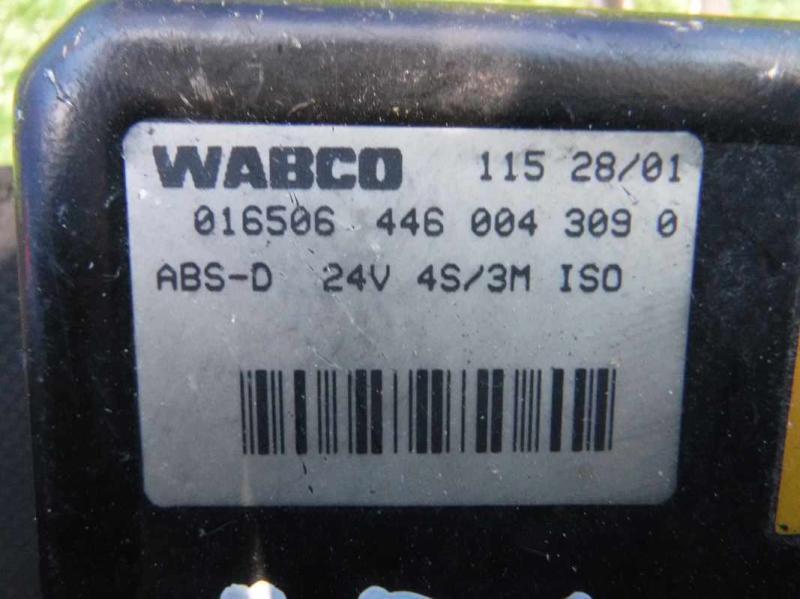 WABCO 115 28/01
016506 446 004 309 0
ABS-D 24V 4S/3M ISO